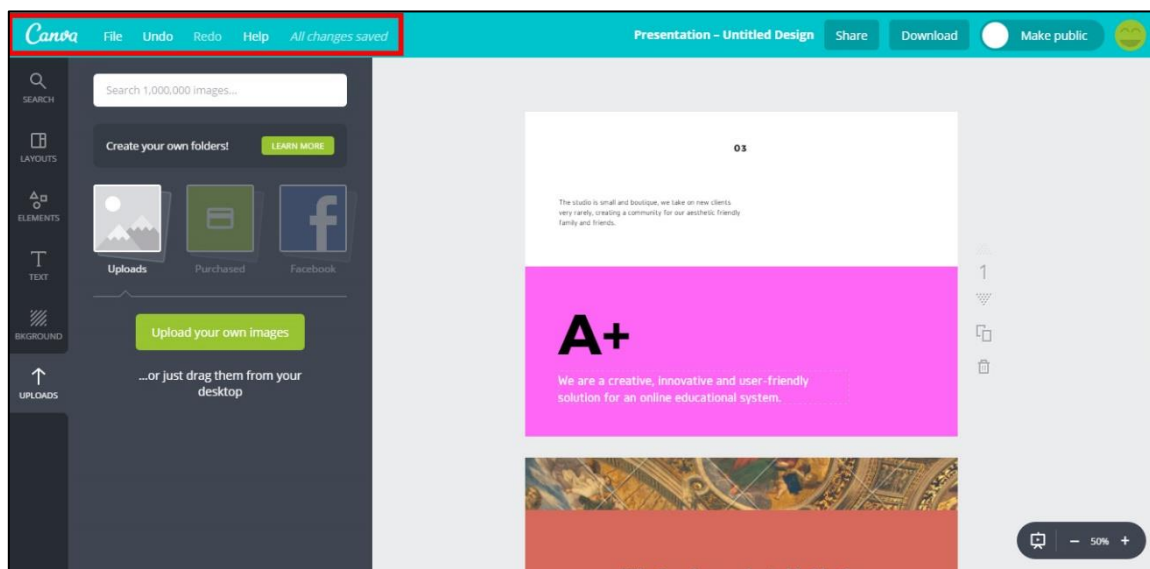 Canva File Undo Redo Help All changes saved
Presentation – Untitled Design Share Download Make public
SEARCH
LAYOUTS
ELEMENTS
TEXT
BKGROUND
UPLOADS
Search 1,000,000 images...
Create your own folders! LEARN MORE
Uploads Purchased Facebook
Upload your own images
...or just drag them from your
desktop
03
The studio is small and boutique, we take on new clients
very rarely, creating a community for our aesthetic friendly
family and friends.
A+
We are a creative, innovative and user-friendly
solution for an online educational system.
1
50%